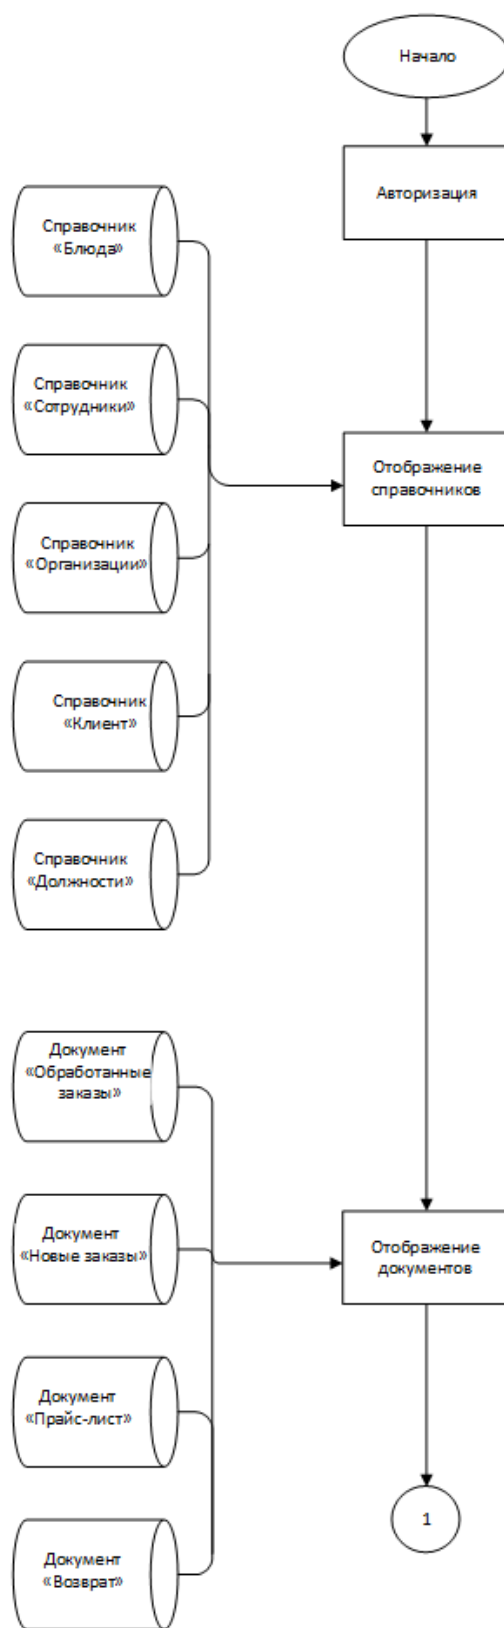 Начало
Авторизация
Справочник
«Блюда»
Справочник
«Сотрудники»
Отображение
справочников
Справочник
«Организации»
Справочник
«Клиент»
Справочник
«Должности»
Документ
«Обработанные
заказы»
Документ
«Новые заказы»
Отображение
документов
Документ
«Прайс-лист»
1
Документ
«Возврат»